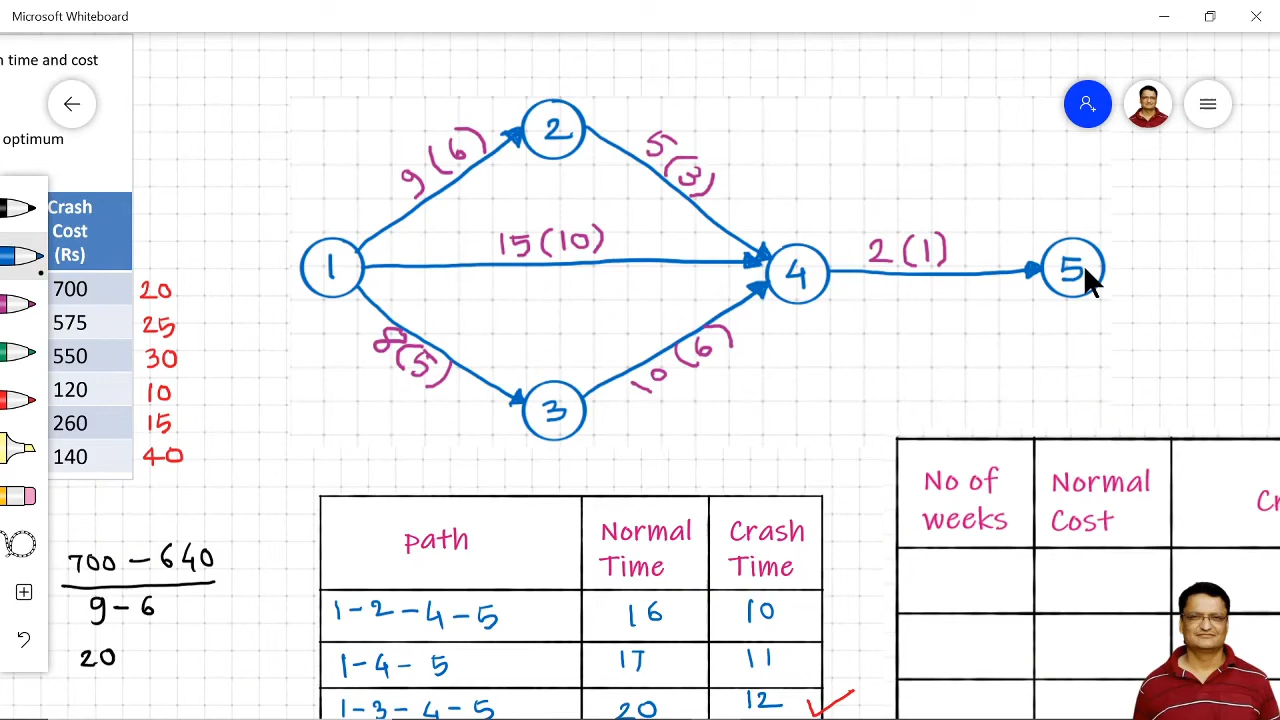 Microsoft Whiteboard
n time and cost
optimum
Crash
Cost
(Rs)
700 20
575 25
550 30
120 10
260 15
140 40
700 - 640
9 - 6
20
2
9 (6)
5 (3)
1
15 (10)
4
2 (1)
5
8 (5)
10 (6)
3
path Normal Time Crash Time
1-2-4-5 16 10
1-4-5 17 11
1-3-4-5 20 12
No of weeks Normal Cost Cr